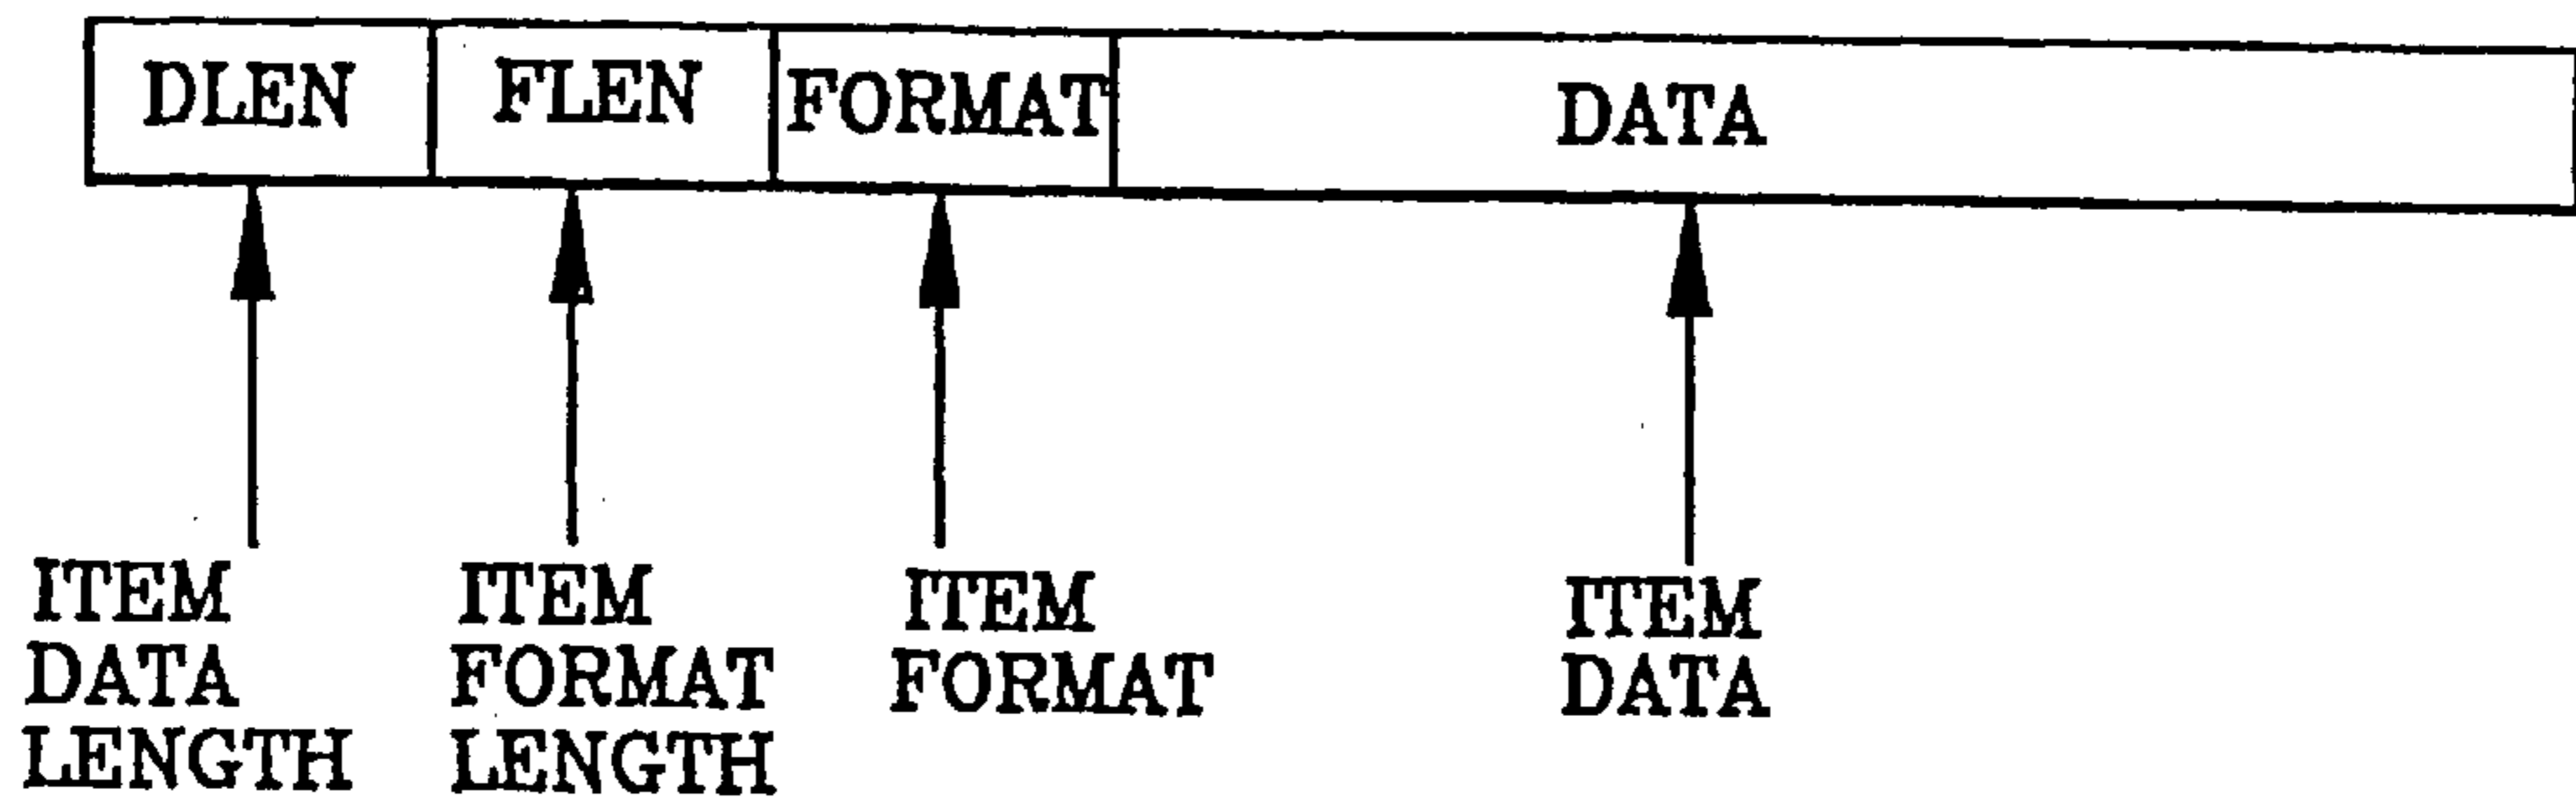 DLEN FLEN FORMAT DATA
ITEM
DATA
LENGTH
ITEM
FORMAT
LENGTH
ITEM
FORMAT
ITEM
DATA